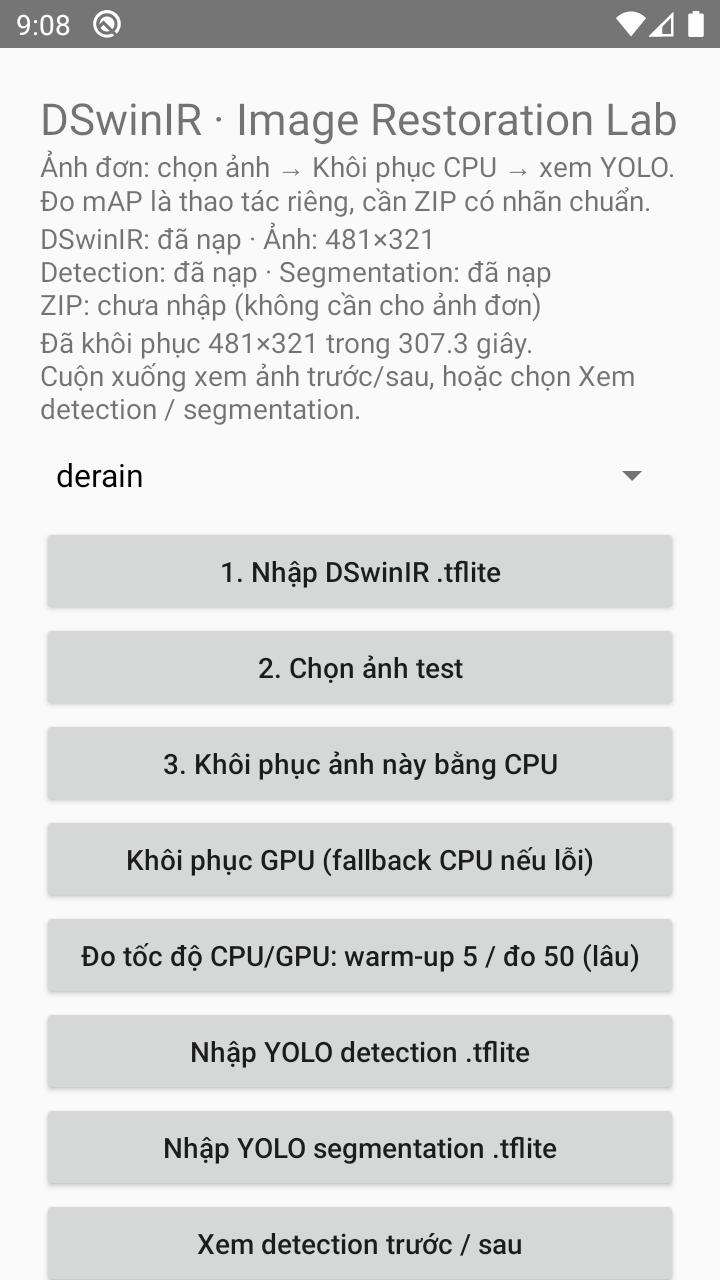 9:08
DSwinIR · Image Restoration Lab
Ảnh đơn: chọn ảnh → Khôi phục CPU → xem YOLO.
Đo mAP là thao tác riêng, cần ZIP có nhãn chuẩn.
DSwinIR: đã nạp · Ảnh: 481×321
Detection: đã nạp · Segmentation: đã nạp
ZIP: chưa nhập (không cần cho ảnh đơn)
Đã khôi phục 481×321 trong 307.3 giây.
Cuộn xuống xem ảnh trước/sau, hoặc chọn Xem
detection / segmentation.
derain
1. Nhập DSwinIR .tflite
2. Chọn ảnh test
3. Khôi phục ảnh này bằng CPU
Khôi phục GPU (fallback CPU nếu lỗi)
Đo tốc độ CPU/GPU: warm-up 5 / đo 50 (lâu)
Nhập YOLO detection .tflite
Nhập YOLO segmentation .tflite
Xem detection trước / sau